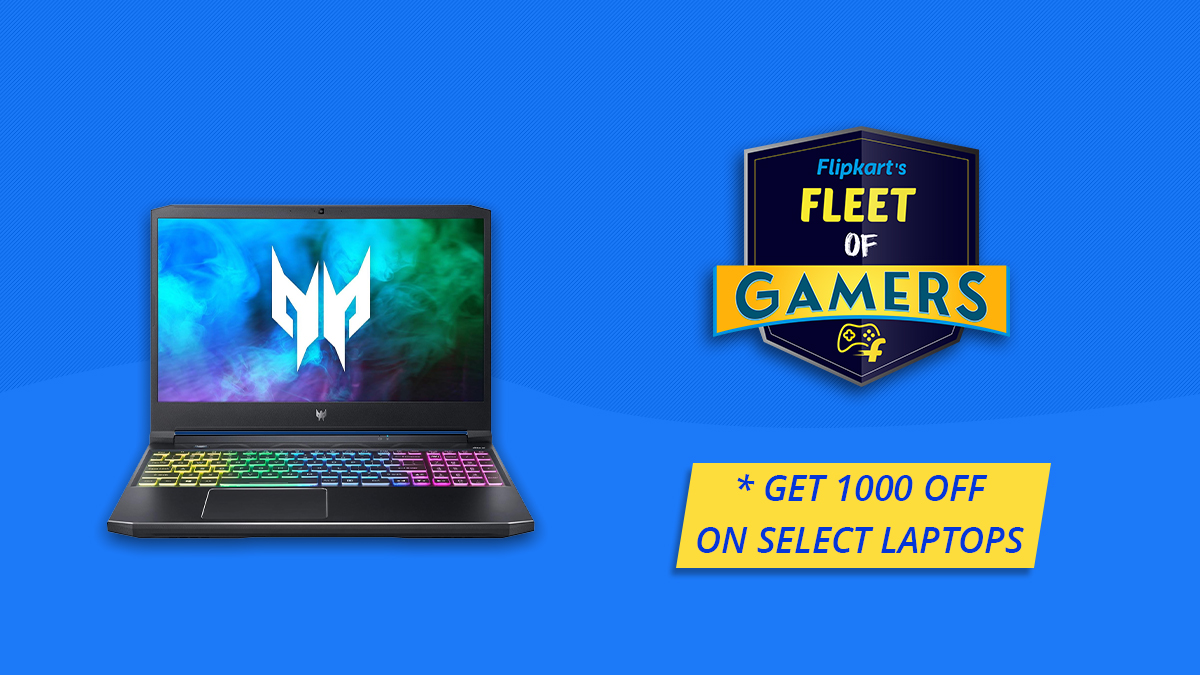 Flipkart's
FLEET
OF
GAMERS
* GET 1000 OFF
ON SELECT LAPTOPS